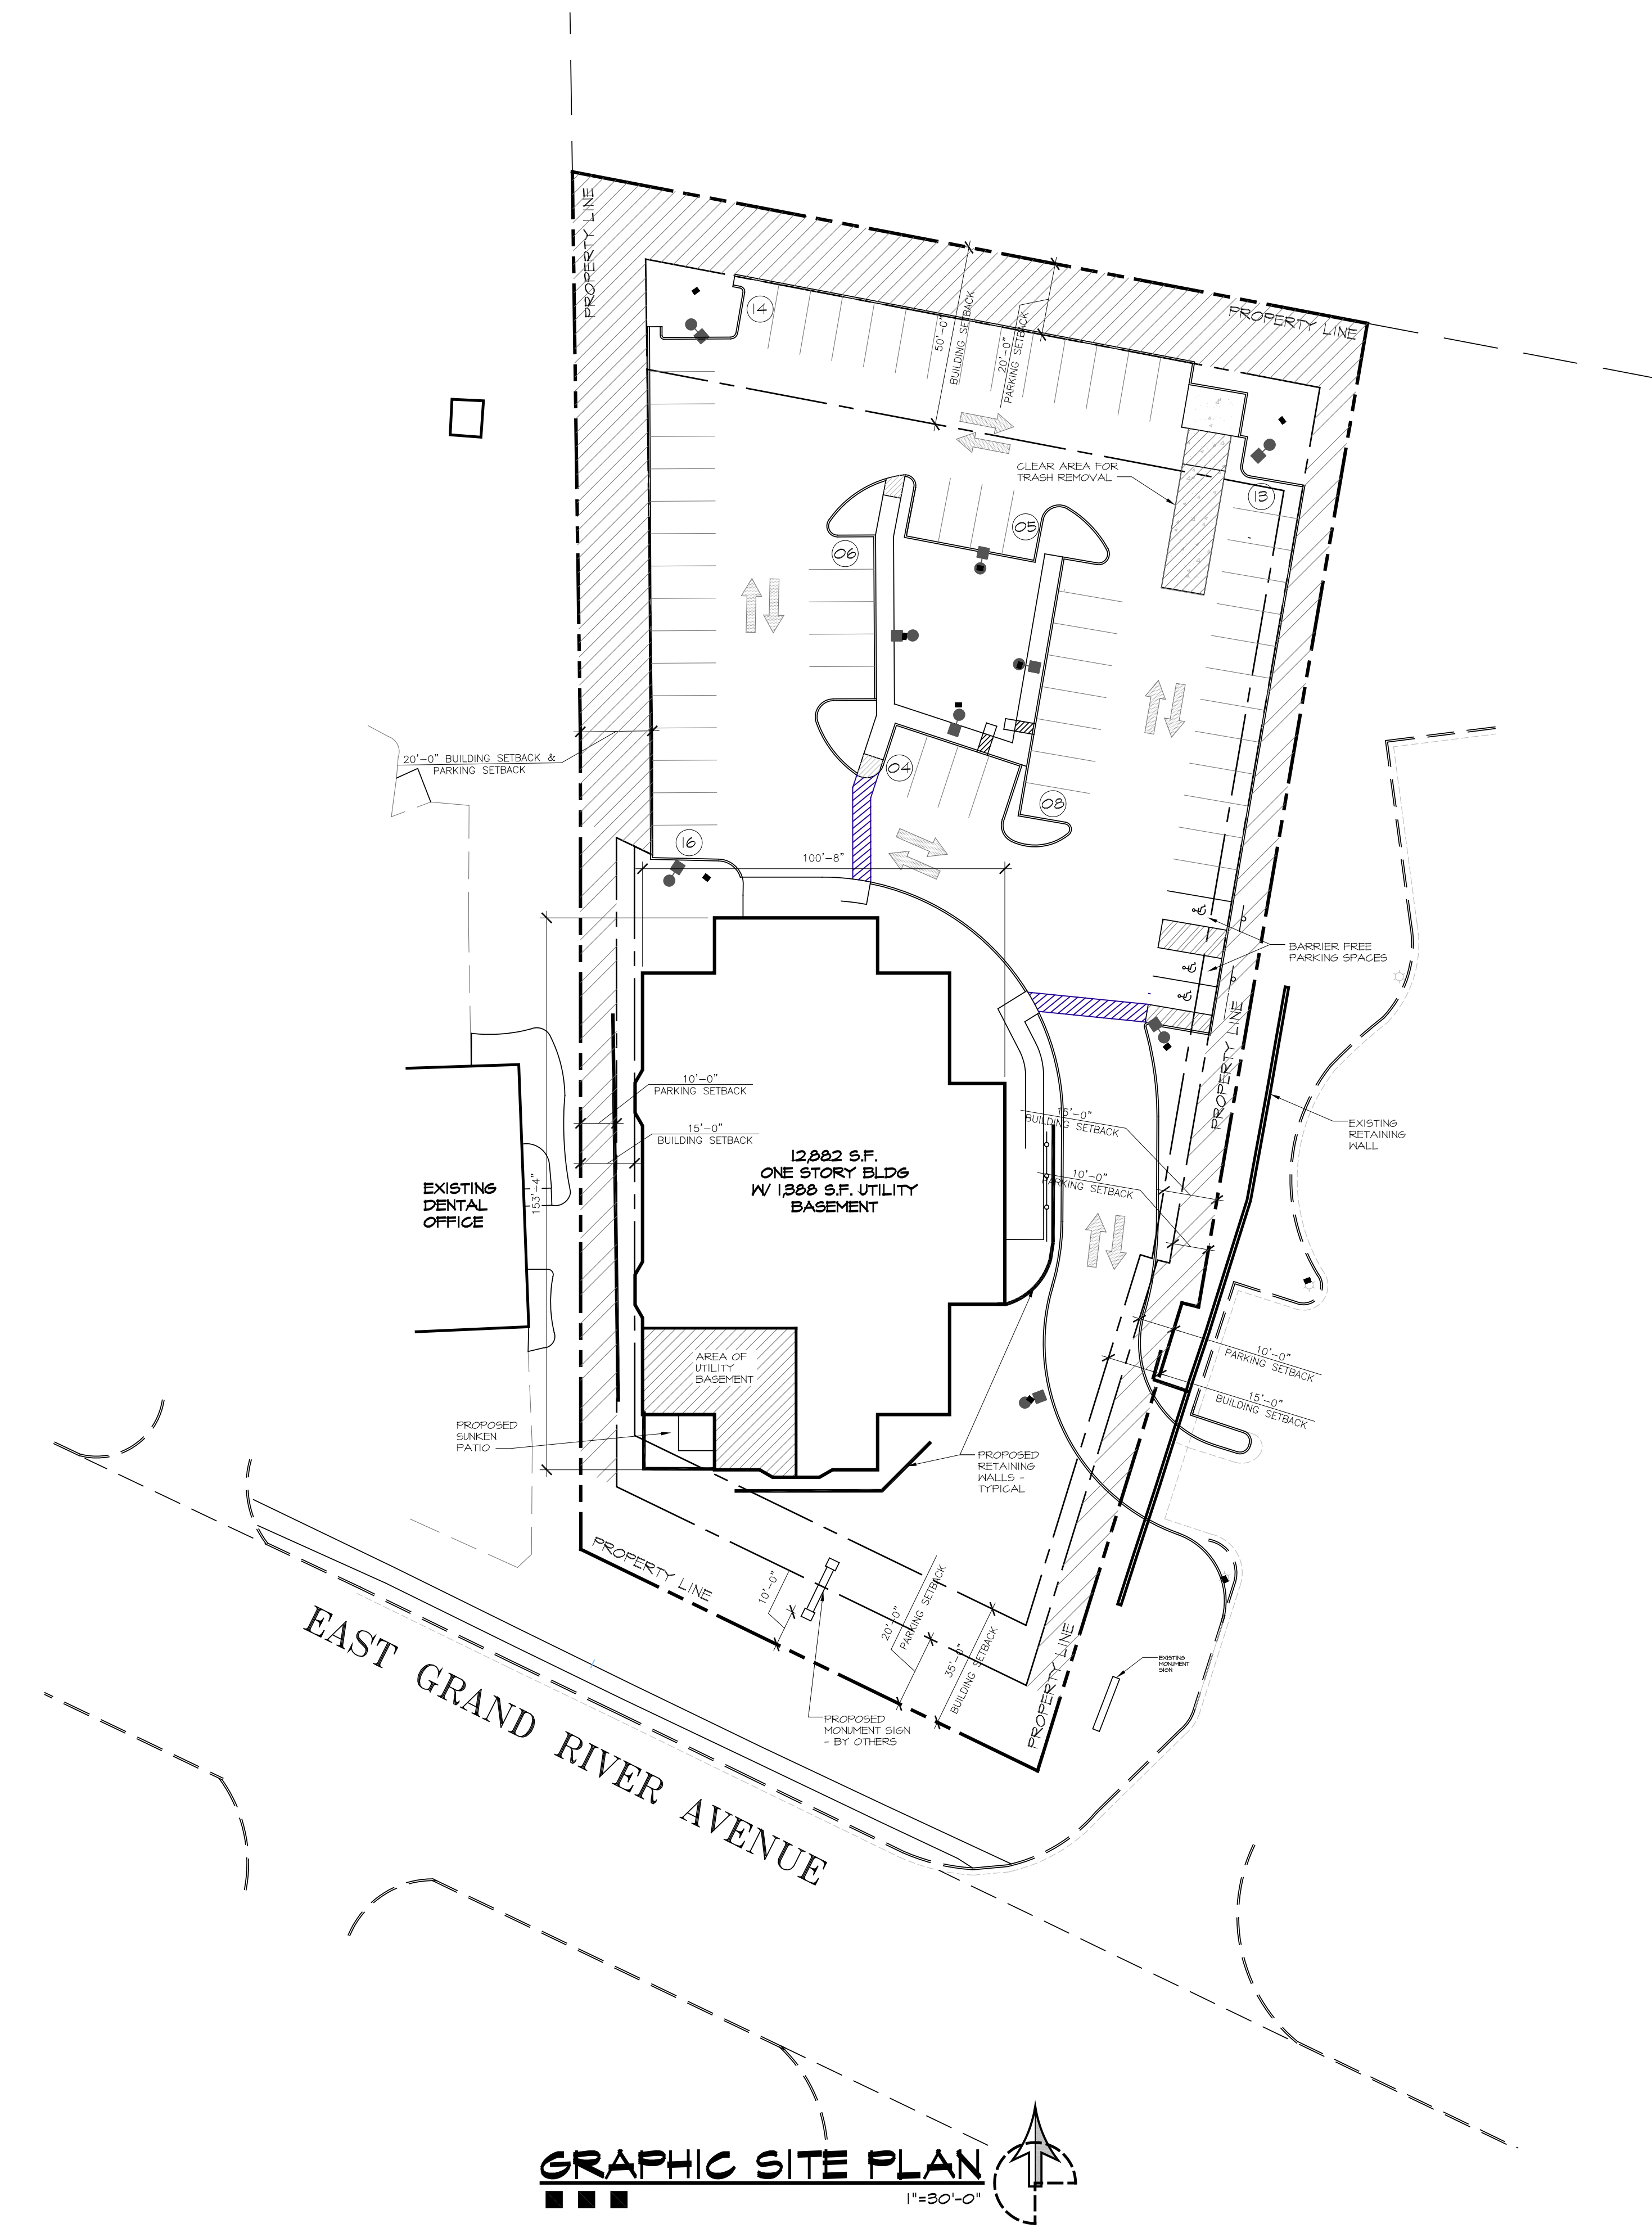 PROPERTY LINE
PROPERTY LINE
14
50'-0"
BUILDING SETBACK
20'-0"
PARKING SETBACK
CLEAR AREA FOR
TRASH REMOVAL
13
05
06
20'-0" BUILDING SETBACK &
PARKING SETBACK
04
08
16
100'-8"
BARRIER FREE
PARKING SPACES
PROPERTY LINE
10'-0"
PARKING SETBACK
15'-0"
BUILDING SETBACK
15'-0"
BUILDING SETBACK
10'-0"
PARKING SETBACK
EXISTING
RETAINING
WALL
12,882 S.F.
ONE STORY BLDG
W/ 1,388 S.F. UTILITY
BASEMENT
EXISTING
DENTAL
OFFICE
153'-4"
AREA OF
UTILITY
BASEMENT
10'-0"
PARKING SETBACK
15'-0"
BUILDING SETBACK
PROPOSED
SUNKEN
PATIO
PROPOSED
RETAINING
WALLS -
TYPICAL
PROPERTY LINE
10'-0"
20'-0"
PARKING SETBACK
35'-0"
BUILDING SETBACK
PROPERTY LINE
EXISTING
MONUMENT
SIGN
PROPOSED
MONUMENT SIGN
- BY OTHERS
EAST GRAND RIVER AVENUE
GRAPHIC SITE PLAN
1"=30'-0"